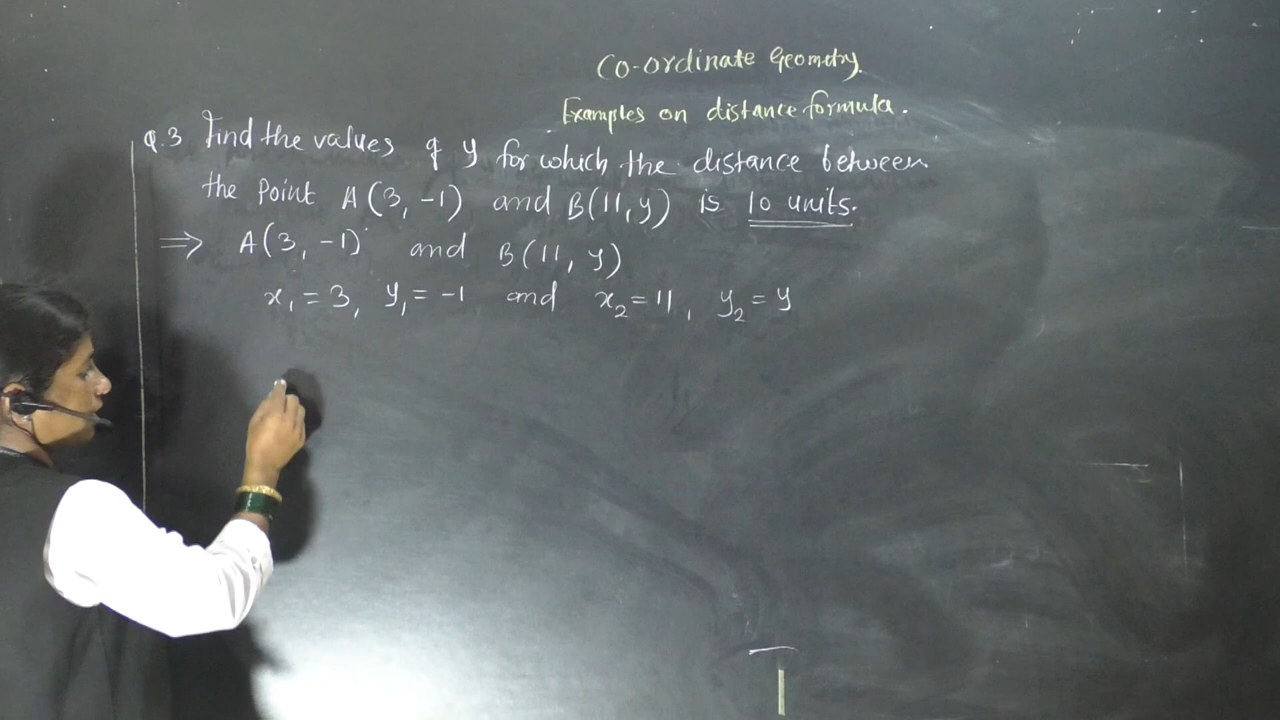 Co-ordinate Geometry.
Examples on distance formula.
Q.3 Find the values of y for which the distance between
the point A(3, -1) and B(11, y) is 10 units.
⇒ A(3, -1) and B(11, y)
x₁ = 3, y₁ = -1 and x₂ = 11, y₂ = y